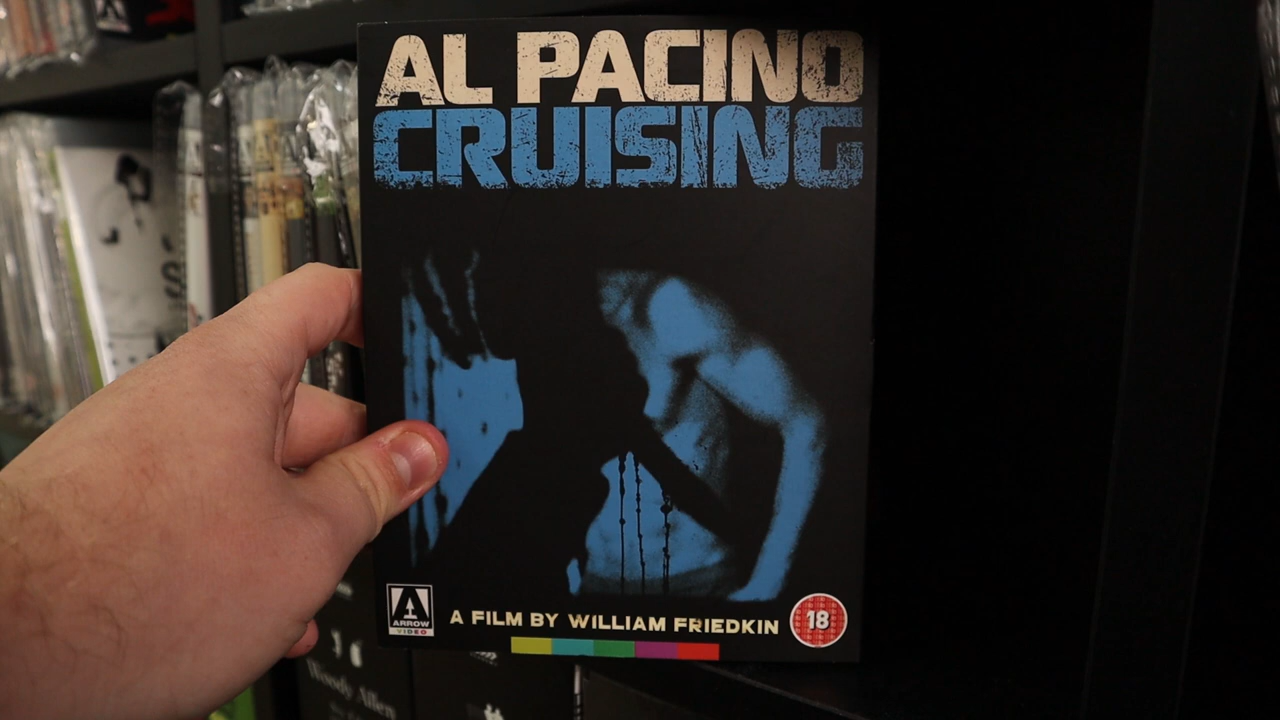 AL PACINO
CRUISING
ARROW
VIDEO
A FILM BY WILLIAM FRIEDKIN
18
Woody Allen